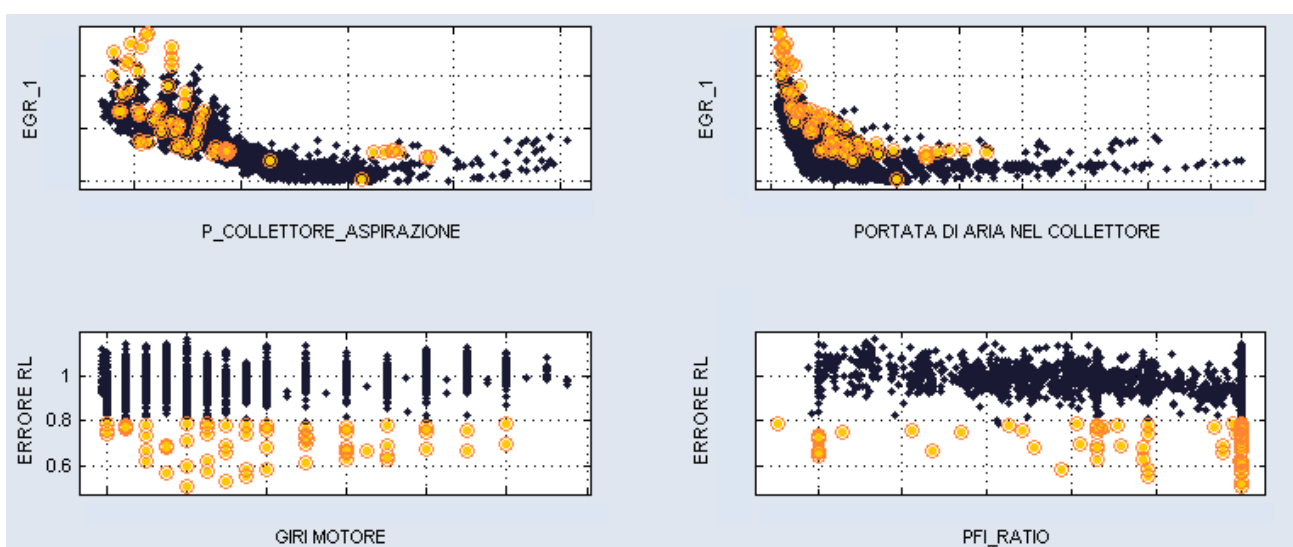 EGR_1
P_COLLETTORE_ASPIRAZIONE
EGR_1
PORTATA DI ARIA NEL COLLETTORE
ERRORE RL
1
0.8
0.6
GIRI MOTORE
ERRORE RL
PFI_RATIO